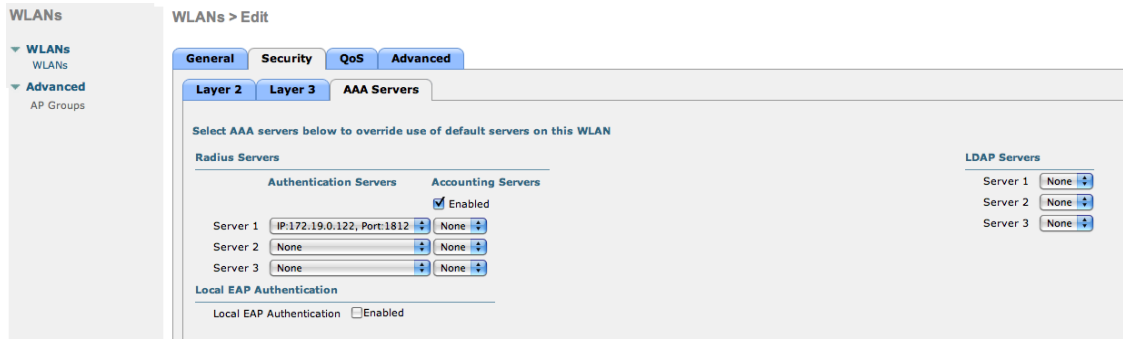 WLANs
WLANs
WLANs
Advanced
AP Groups
WLANs > Edit
General Security QoS Advanced
Layer 2 Layer 3 AAA Servers
Select AAA servers below to override use of default servers on this WLAN
Radius Servers
Authentication Servers Accounting Servers
Enabled
Server 1 IP:172.19.0.122, Port:1812 None
Server 2 None None
Server 3 None None
Local EAP Authentication
Local EAP Authentication Enabled
LDAP Servers
Server 1 None
Server 2 None
Server 3 None